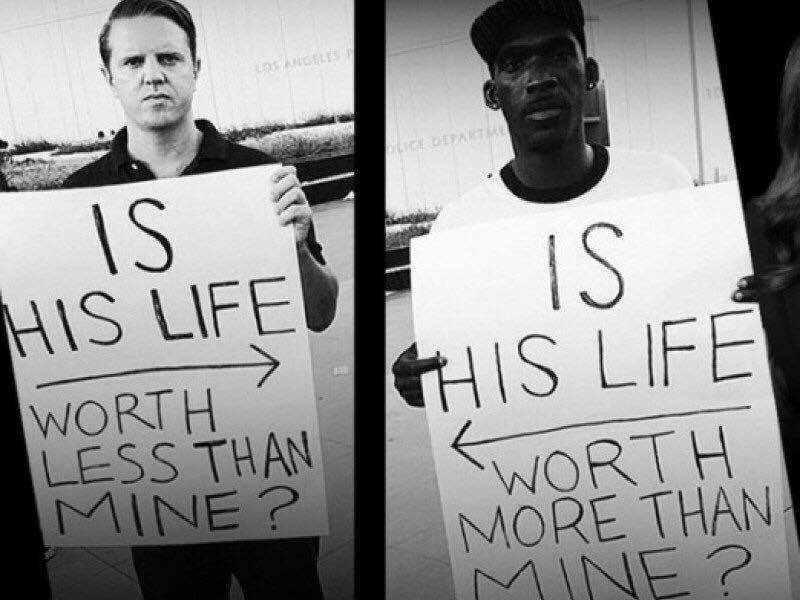 LOS ANGELES P
IS
HIS LIFE
WORTH
LESS THAN
MINE?
OLICE DEPARTME
IS
HIS LIFE
WORTH
MORE THAN
MINE?